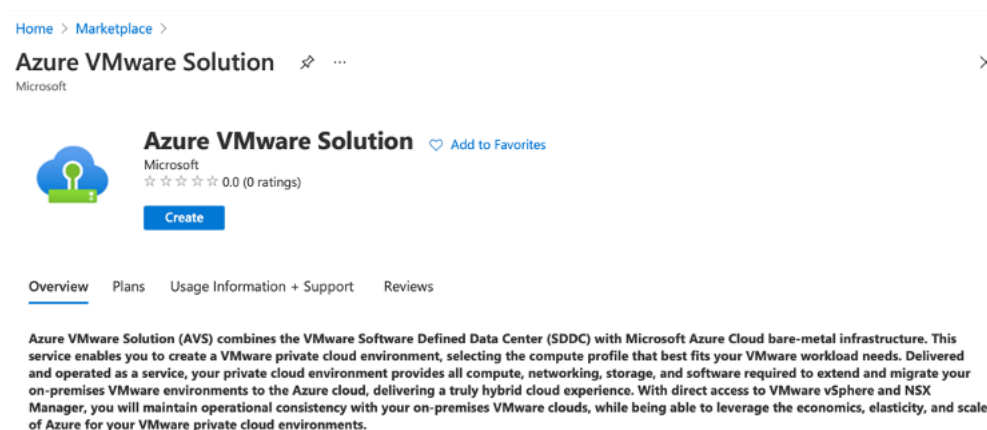 Home > Marketplace >
Azure VMware Solution ...
Microsoft
Azure VMware Solution Add to Favorites
Microsoft
0.0 (0 ratings)
Create
Overview Plans Usage Information + Support Reviews
Azure VMware Solution (AVS) combines the VMware Software Defined Data Center (SDDC) with Microsoft Azure Cloud bare-metal infrastructure. This
service enables you to create a VMware private cloud environment, selecting the compute profile that best fits your VMware workload needs. Delivered
and operated as a service, your private cloud environment provides all compute, networking, storage, and software required to extend and migrate your
on-premises VMware environments to the Azure cloud, delivering a truly hybrid cloud experience. With direct access to VMware vSphere and NSX
Manager, you will maintain operational consistency with your on-premises VMware clouds, while being able to leverage the economics, elasticity, and scale
of Azure for your VMware private cloud environments.